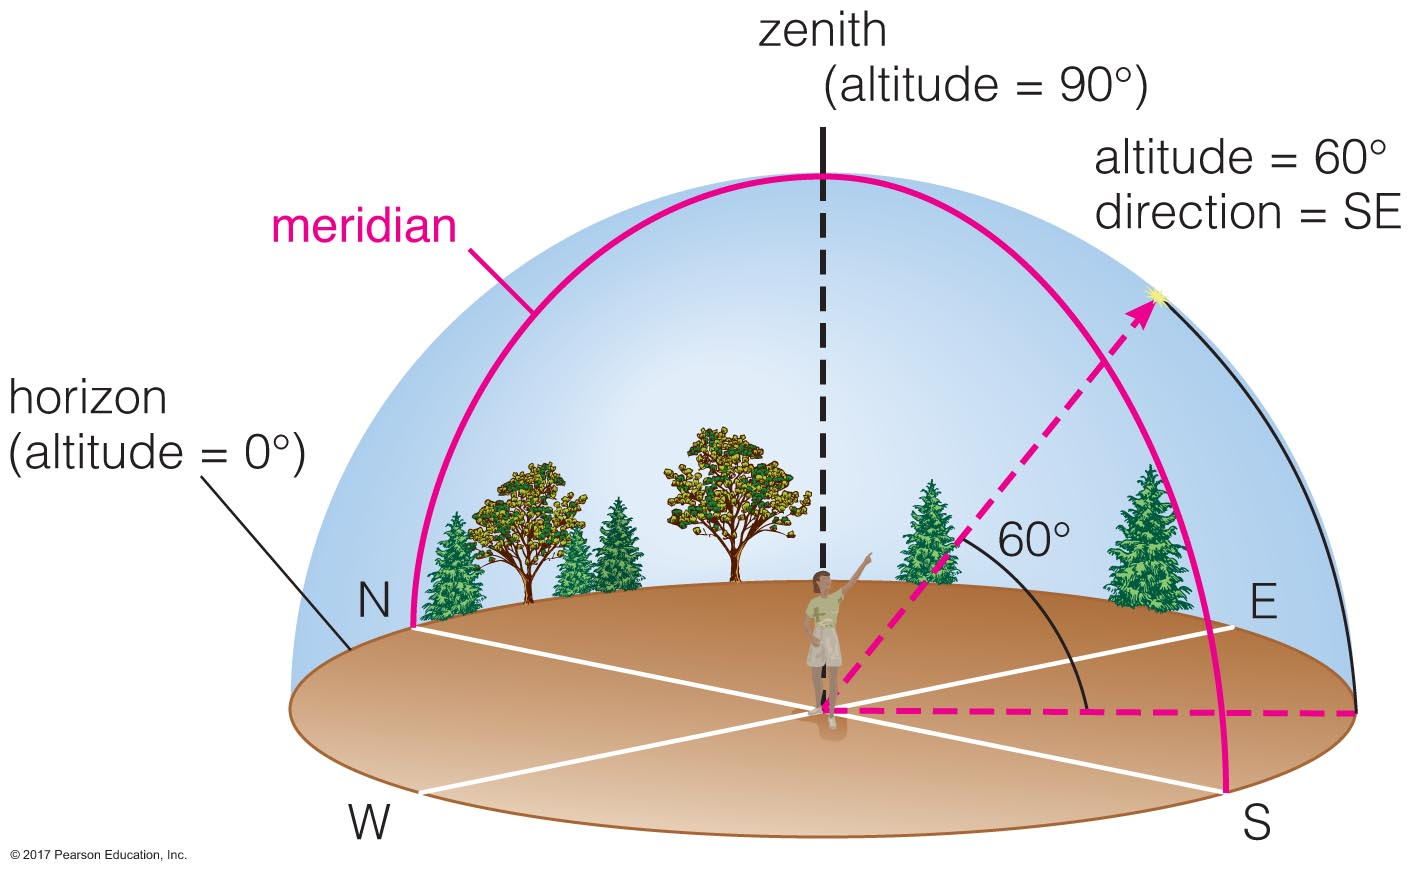 zenith
(altitude = 90°)
altitude = 60°
direction = SE
meridian
horizon
(altitude = 0°)
60°
N
E
W
S
© 2017 Pearson Education, Inc.